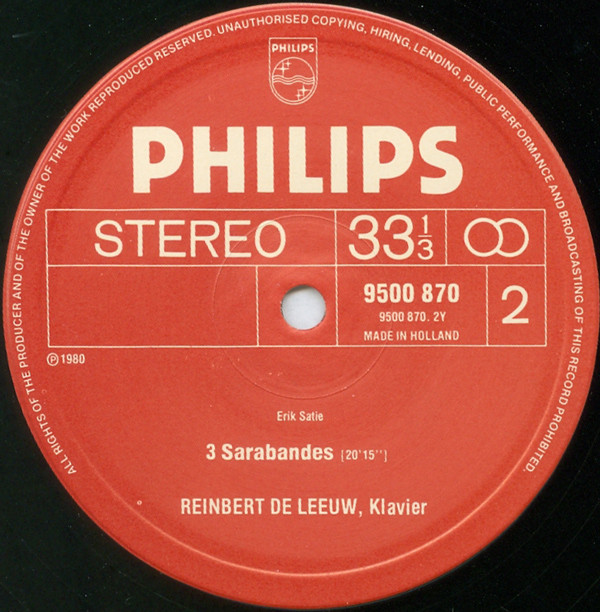 ALL RIGHTS OF THE PRODUCER AND OF THE OWNER OF THE WORK REPRODUCED RESERVED. UNAUTHORISED COPYING, HIRING, LENDING, PUBLIC PERFORMANCE AND BROADCASTING OF THIS RECORD PROHIBITED.
PHILIPS
PHILIPS
STEREO 33 1/3
9500 870 2
9500 870. 2Y
MADE IN HOLLAND
Ⓟ 1980
Erik Satie
3 Sarabandes [20'15'']
REINBERT DE LEEUW, Klavier